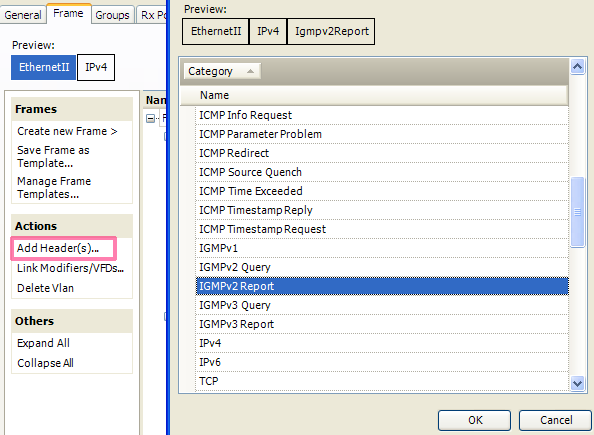 General Frame Groups Rx Po
Preview:
EthernetII IPv4
Frames
Create new Frame >
Save Frame as
Template...
Manage Frame
Templates...
Actions
Add Header(s)...
Link Modifiers/VFDs...
Delete Vlan
Others
Expand All
Collapse All
Nan
F
Preview:
EthernetII IPv4 Igmpv2Report
Category
Name
ICMP Info Request
ICMP Parameter Problem
ICMP Redirect
ICMP Source Quench
ICMP Time Exceeded
ICMP Timestamp Reply
ICMP Timestamp Request
IGMPv1
IGMPv2 Query
IGMPv2 Report
IGMPv3 Query
IGMPv3 Report
IPv4
IPv6
TCP
OK Cancel